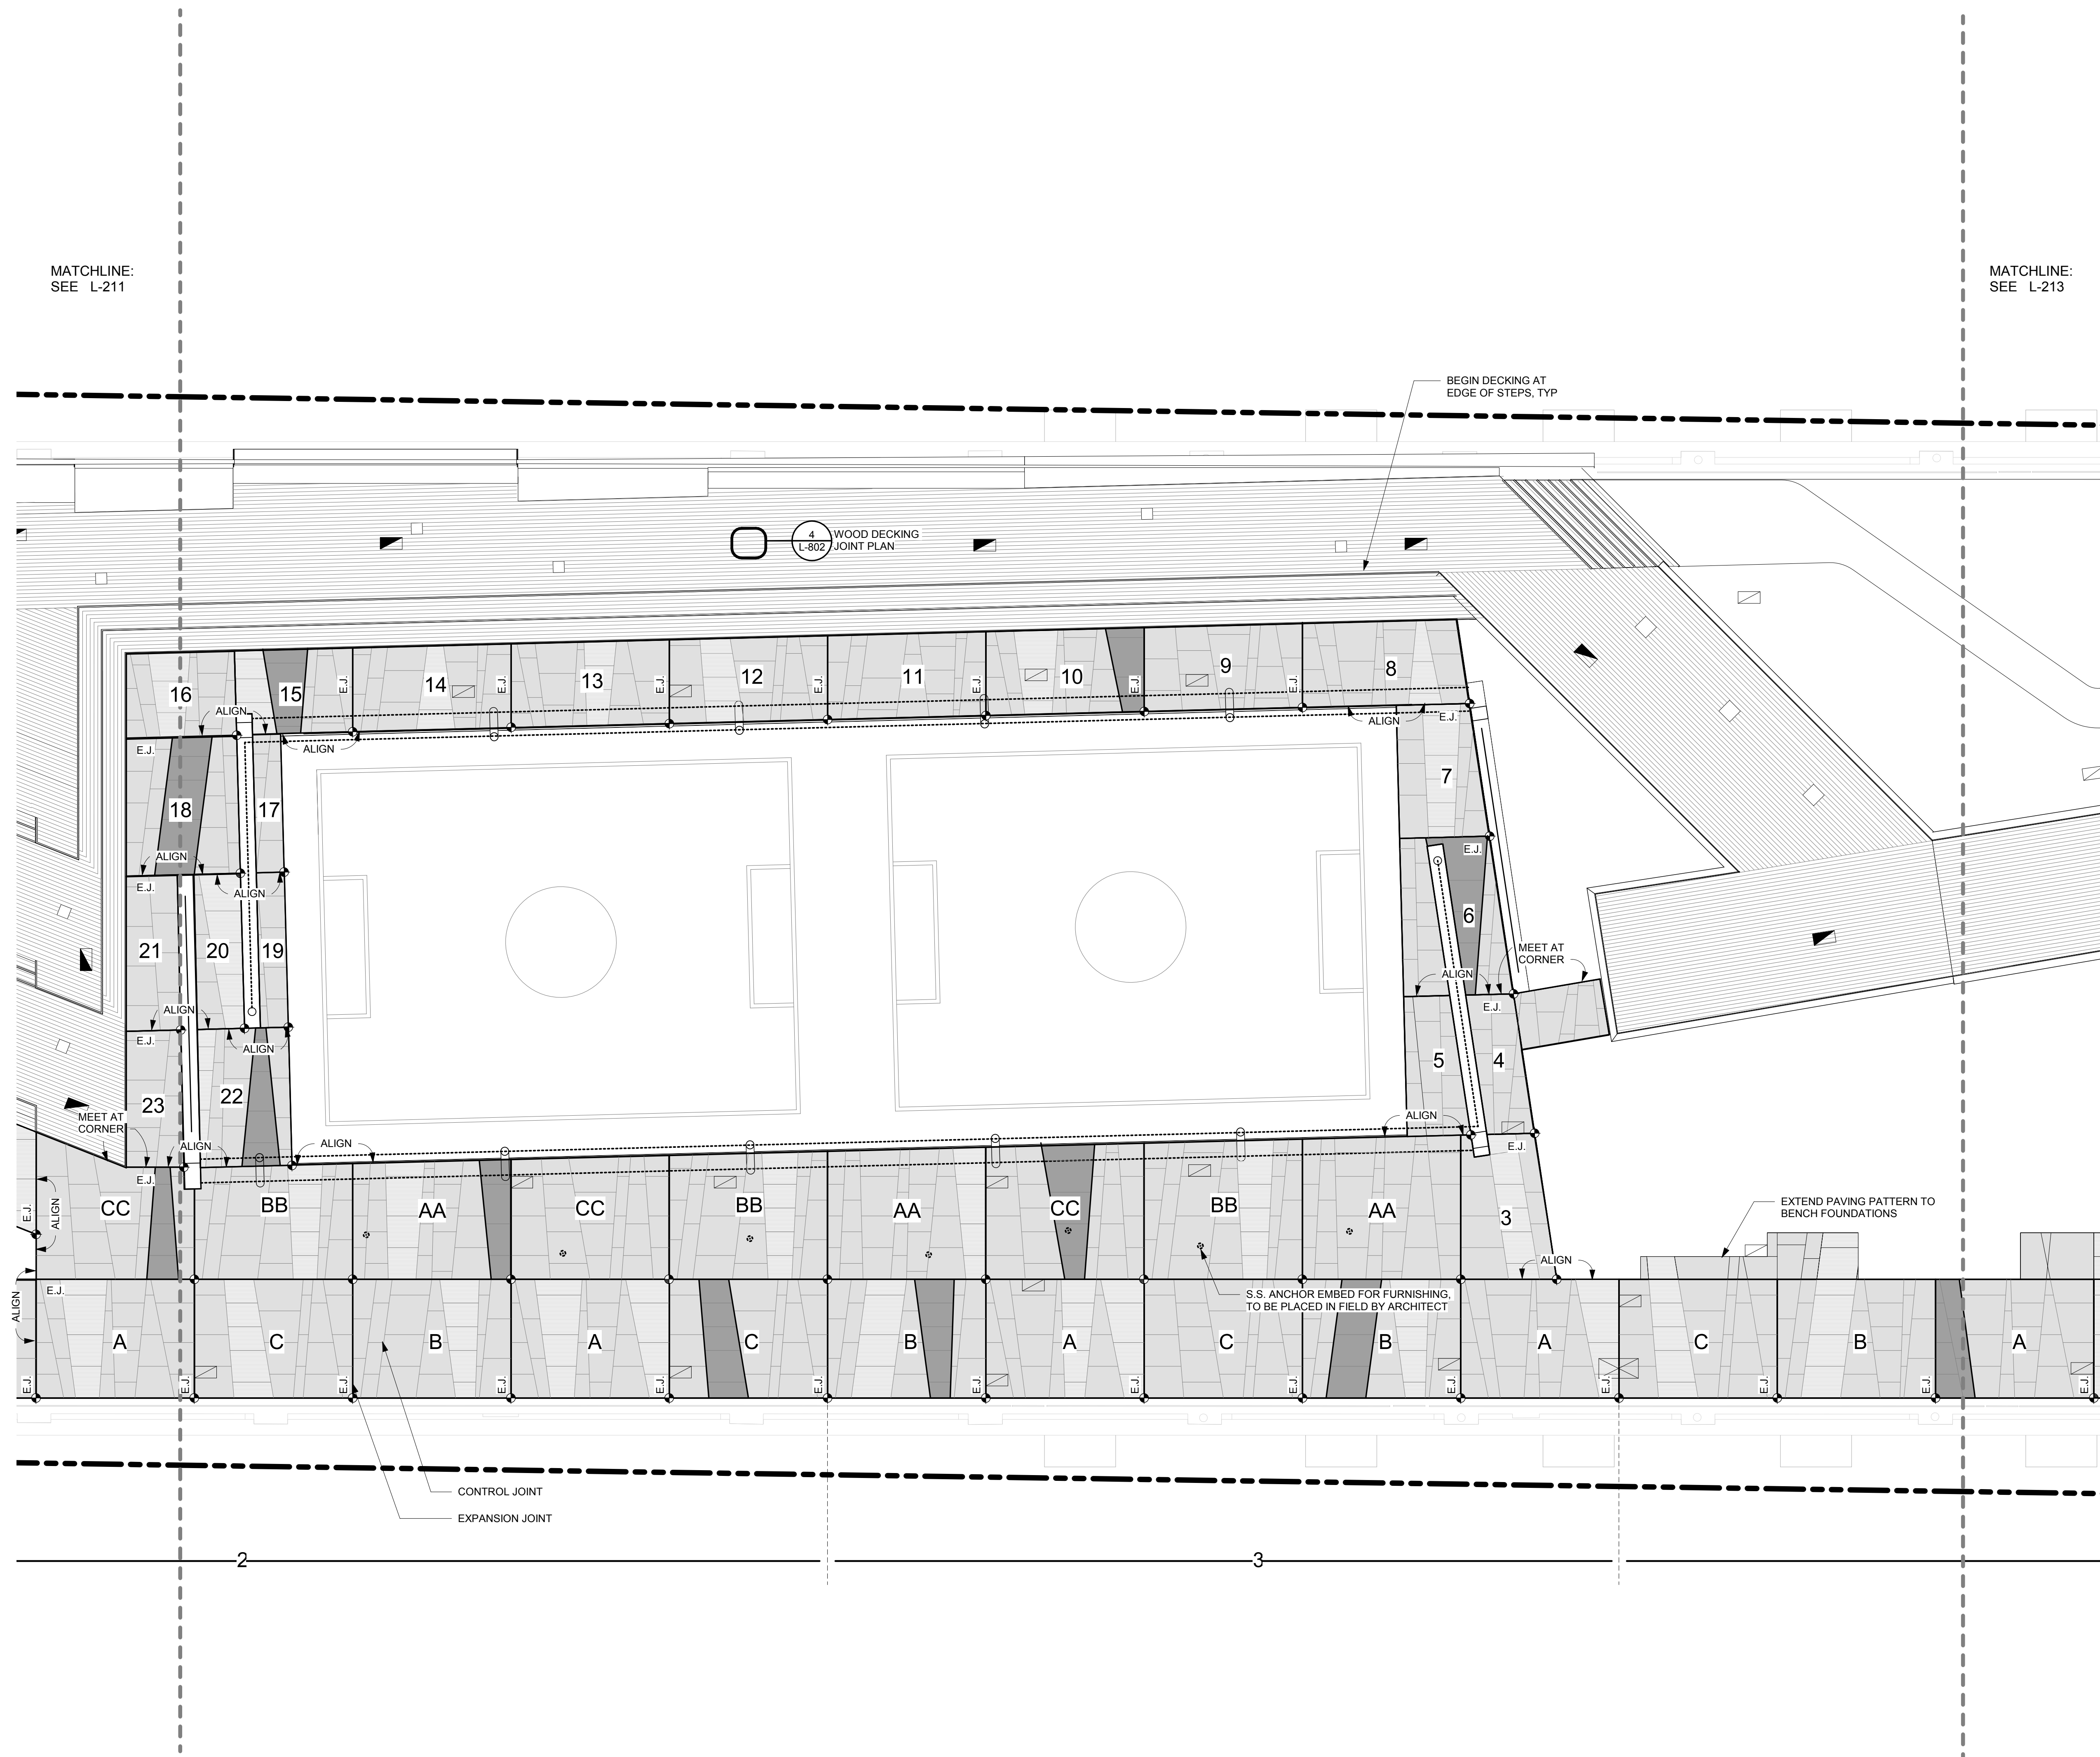 MATCHLINE:
SEE L-211
MATCHLINE:
SEE L-213
BEGIN DECKING AT
EDGE OF STEPS, TYP
4
L-802
WOOD DECKING
JOINT PLAN
16
15
E.J.
14
E.J.
13
E.J.
12
E.J.
11
E.J.
10
E.J.
9
E.J.
8
ALIGN
ALIGN
ALIGN
E.J.
E.J.
18
17
7
ALIGN
E.J.
ALIGN
E.J.
6
21
20
19
MEET AT
CORNER
ALIGN
E.J.
ALIGN
E.J.
ALIGN
5
4
23
22
MEET AT
CORNER
ALIGN
ALIGN
ALIGN
E.J.
E.J.
E.J.
ALIGN
CC
BB
AA
CC
BB
AA
CC
BB
AA
3
EXTEND PAVING PATTERN TO
BENCH FOUNDATIONS
ALIGN
ALIGN
E.J.
S.S. ANCHOR EMBED FOR FURNISHING,
TO BE PLACED IN FIELD BY ARCHITECT
A
C
B
A
C
B
A
C
B
A
C
B
A
E.J.
E.J.
E.J.
E.J.
E.J.
E.J.
E.J.
E.J.
E.J.
E.J.
E.J.
E.J.
E.J.
E.J.
CONTROL JOINT
EXPANSION JOINT
2
3